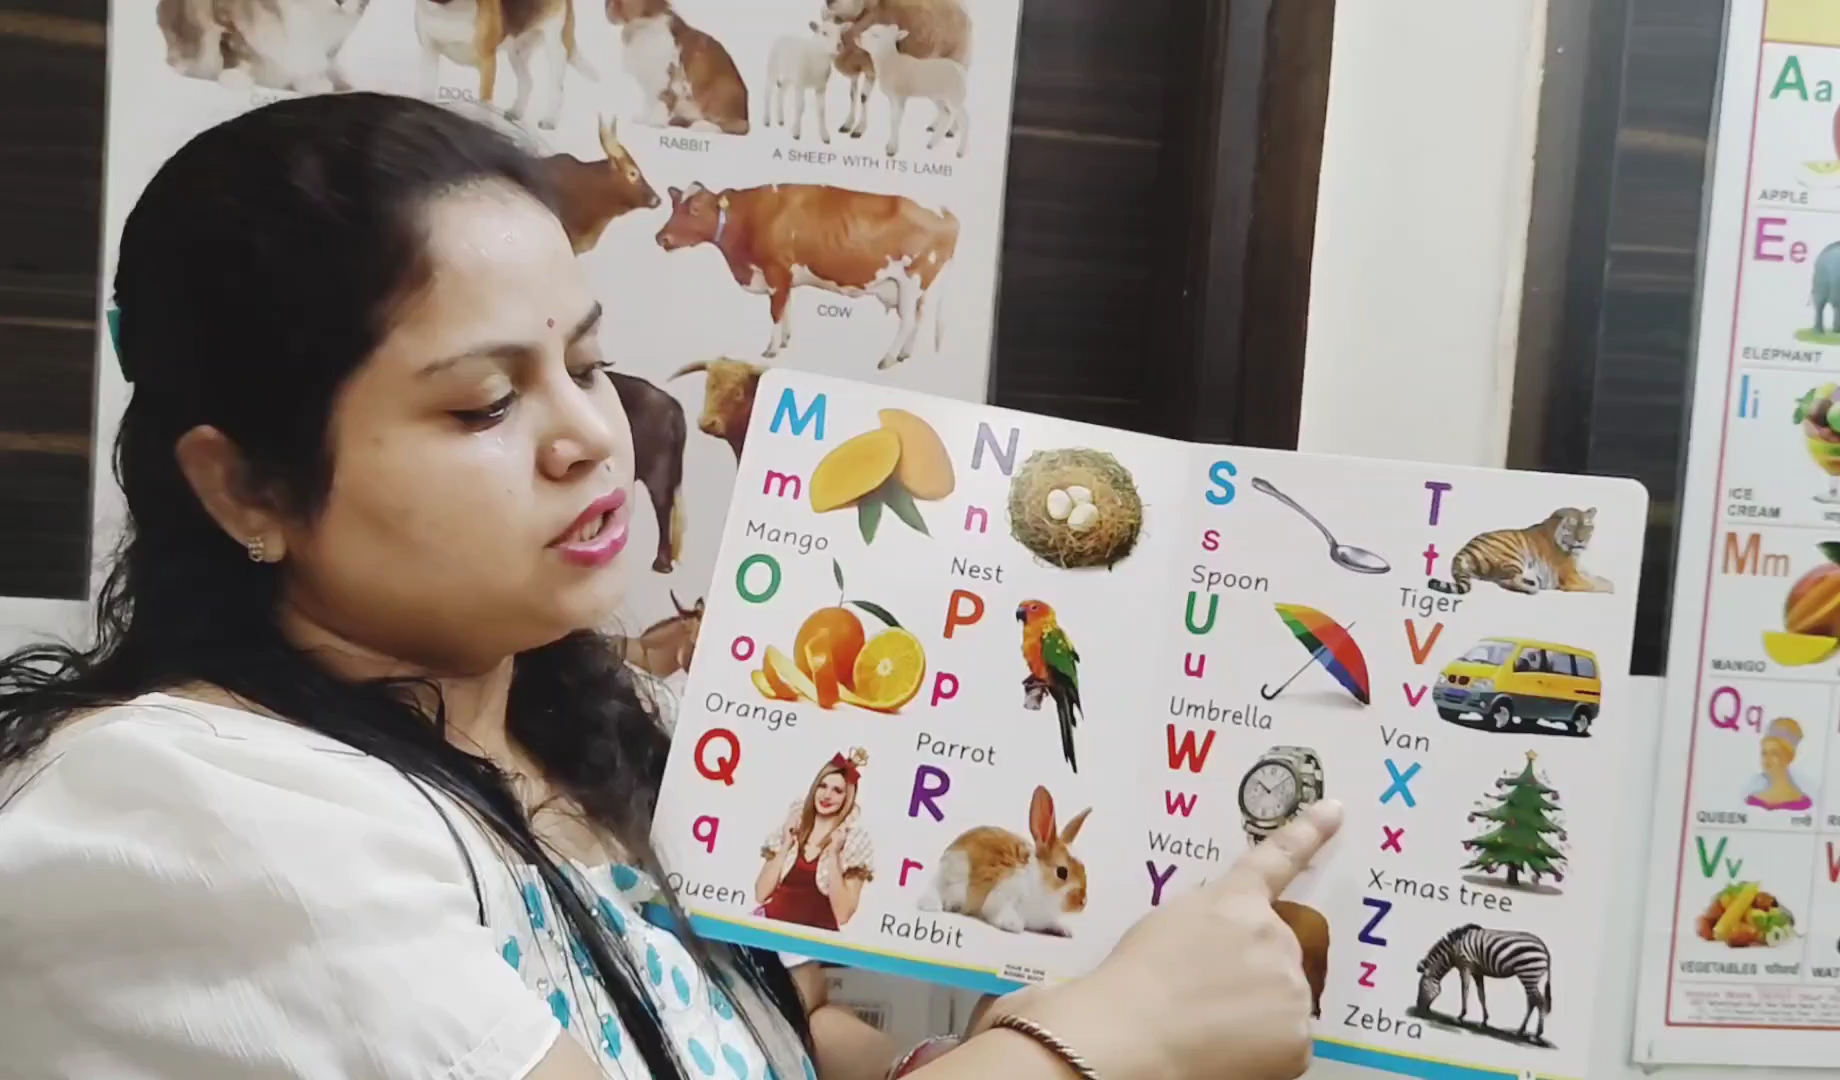 DOG
RABBIT
A SHEEP WITH ITS LAMB
COW
M
m
Mango
N
n
Nest
O
o
Orange
P
p
Parrot
Q
q
Queen
R
r
Rabbit
S
s
Spoon
T
t
Tiger
U
u
Umbrella
V
v
Van
W
w
Watch
X
x
X-mas tree
Y
Z
z
Zebra
Aa
APPLE
Ee
ELEPHANT
Ii
ICE
CREAM
Mm
MANGO
Qq
QUEEN रानी
Vv
VEGETABLES सब्जियाँ